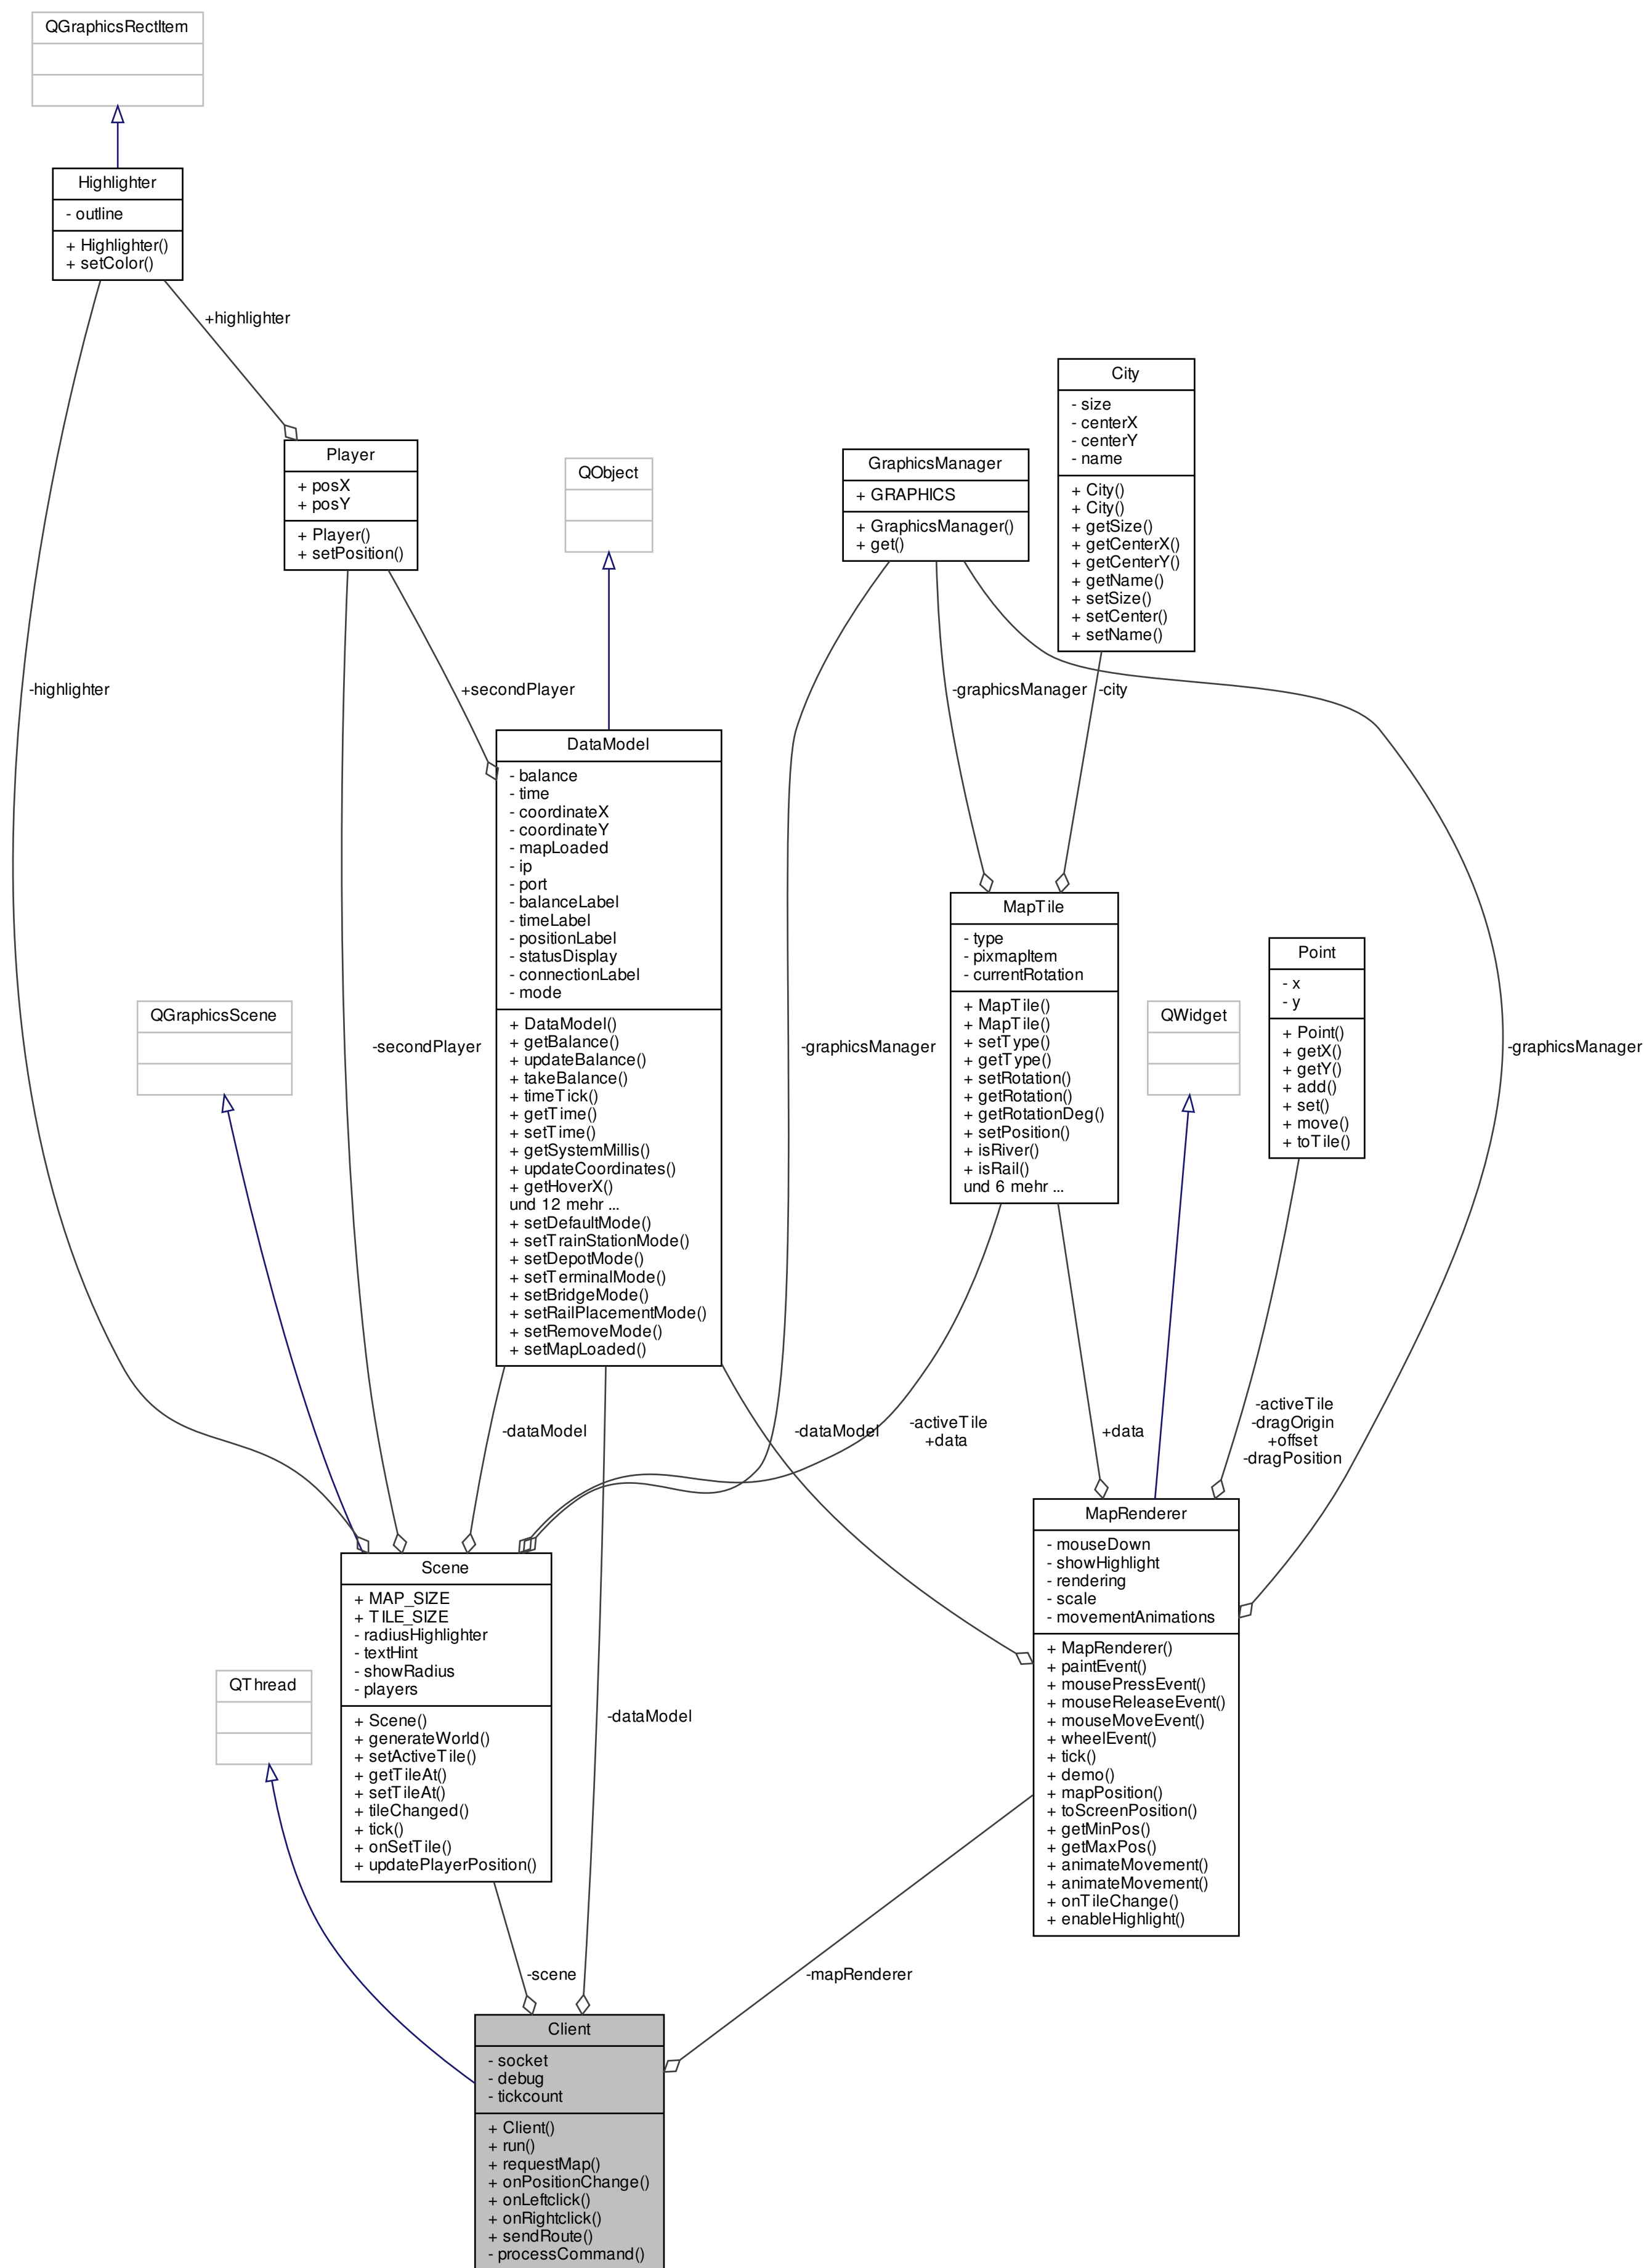 QGraphicsRectItem
Highlighter
- outline
+ Highlighter()
+ setColor()
+highlighter
City
- size
- centerX
- centerY
- name
+ City()
+ City()
+ getSize()
+ getCenterX()
+ getCenterY()
+ getName()
+ setSize()
+ setCenter()
+ setName()
Player
+ posX
+ posY
+ Player()
+ setPosition()
QObject
GraphicsManager
+ GRAPHICS
+ GraphicsManager()
+ get()
-highlighter
+secondPlayer
-graphicsManager
-city
DataModel
- balance
- time
- coordinateX
- coordinateY
- mapLoaded
- ip
- port
- balanceLabel
- timeLabel
- positionLabel
- statusDisplay
- connectionLabel
- mode
+ DataModel()
+ getBalance()
+ updateBalance()
+ takeBalance()
+ timeTick()
+ getTime()
+ setTime()
+ getSystemMillis()
+ updateCoordinates()
+ getHoverX()
und 12 mehr ...
+ setDefaultMode()
+ setTrainStationMode()
+ setDepotMode()
+ setTerminalMode()
+ setBridgeMode()
+ setRailPlacementMode()
+ setRemoveMode()
+ setMapLoaded()
MapTile
- type
- pixmapItem
- currentRotation
+ MapTile()
+ MapTile()
+ setType()
+ getType()
+ setRotation()
+ getRotation()
+ getRotationDeg()
+ setPosition()
+ isRiver()
+ isRail()
und 6 mehr ...
Point
- x
- y
+ Point()
+ getX()
+ getY()
+ add()
+ set()
+ move()
+ toTile()
QGraphicsScene
QWidget
-secondPlayer
-graphicsManager
-graphicsManager
-dataModel
-dataModel
-activeTile
+data
+data
-activeTile
-dragOrigin
+offset
-dragPosition
Scene
+ MAP_SIZE
+ TILE_SIZE
- radiusHighlighter
- textHint
- showRadius
- players
+ Scene()
+ generateWorld()
+ setActiveTile()
+ getTileAt()
+ setTileAt()
+ tileChanged()
+ tick()
+ onSetTile()
+ updatePlayerPosition()
MapRenderer
- mouseDown
- showHighlight
- rendering
- scale
- movementAnimations
+ MapRenderer()
+ paintEvent()
+ mousePressEvent()
+ mouseReleaseEvent()
+ mouseMoveEvent()
+ wheelEvent()
+ tick()
+ demo()
+ mapPosition()
+ toScreenPosition()
+ getMinPos()
+ getMaxPos()
+ animateMovement()
+ animateMovement()
+ onTileChange()
+ enableHighlight()
QThread
-dataModel
-scene
-mapRenderer
Client
- socket
- debug
- tickcount
+ Client()
+ run()
+ requestMap()
+ onPositionChange()
+ onLeftclick()
+ onRightclick()
+ sendRoute()
- processCommand()